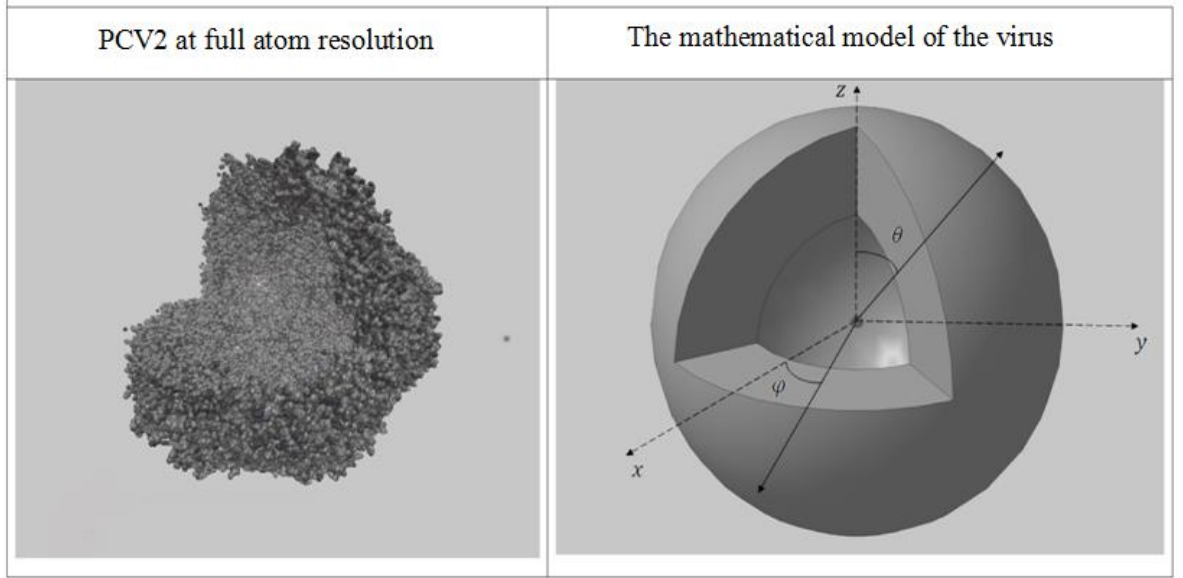 PCV2 at full atom resolution
The mathematical model of the virus
z
θ
y
φ
x